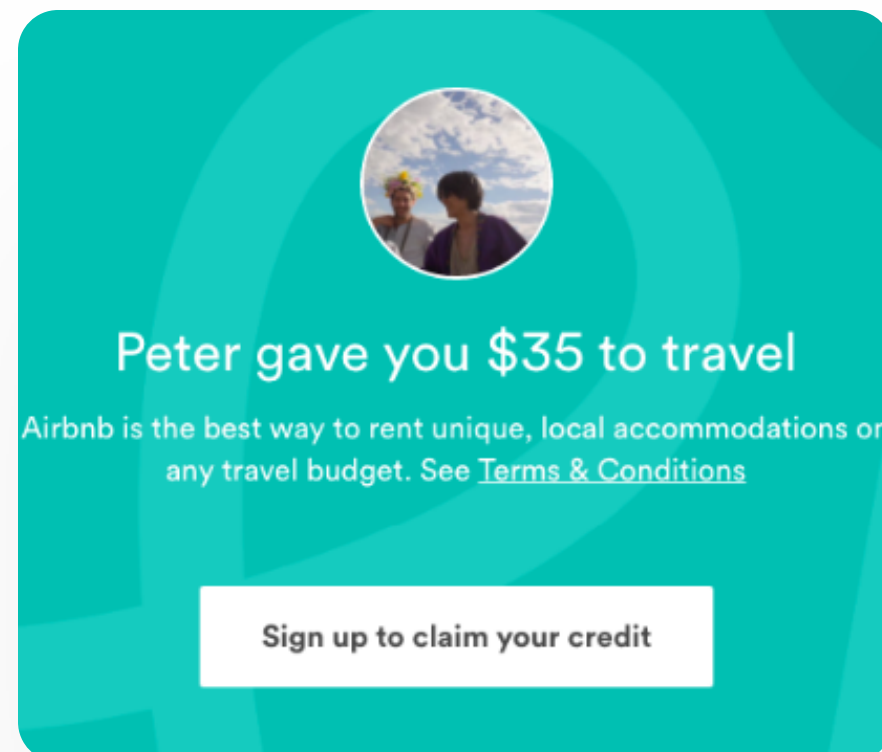 Peter gave you $35 to travel
Airbnb is the best way to rent unique, local accommodations on
any travel budget. See Terms & Conditions
Sign up to claim your credit